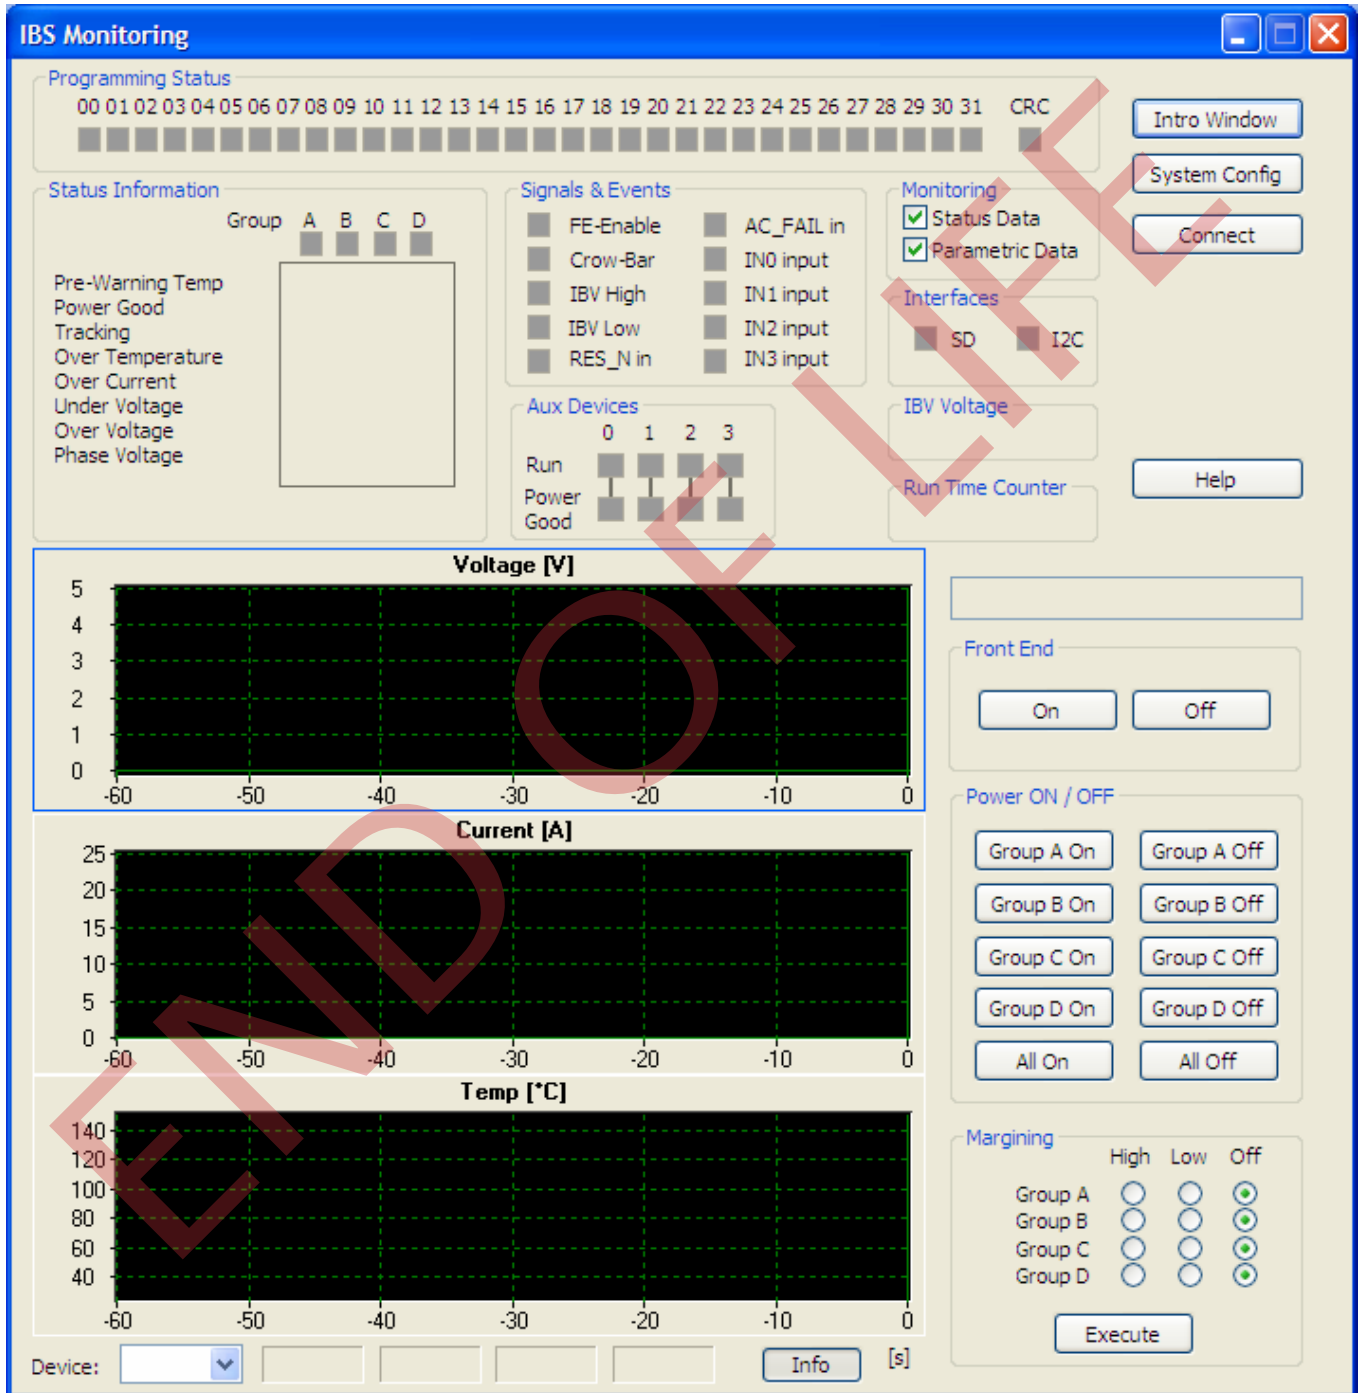 IBS Monitoring
Programming Status
00 01 02 03 04 05 06 07 08 09 10 11 12 13 14 15 16 17 18 19 20 21 22 23 24 25 26 27 28 29 30 31 CRC
Intro Window
System Config
Connect
Help
Status Information
Group A B C D
Pre-Warning Temp
Power Good
Tracking
Over Temperature
Over Current
Under Voltage
Over Voltage
Phase Voltage
Signals & Events
FE-Enable AC_FAIL in
Crow-Bar IN0 input
IBV High IN1 input
IBV Low IN2 input
RES_N in IN3 input
Monitoring
Status Data
Parametric Data
Interfaces
SD I2C
Aux Devices
0 1 2 3
Run
Power
Good
IBV Voltage
Run Time Counter
Voltage [V]
5
4
3
2
1
0
-60 -50 -40 -30 -20 -10 0
Current [A]
25
20
15
10
5
0
-60 -50 -40 -30 -20 -10 0
Temp [*C]
140
120
100
80
60
40
-60 -50 -40 -30 -20 -10 0
Device: Info [s]
Front End
On Off
Power ON / OFF
Group A On Group A Off
Group B On Group B Off
Group C On Group C Off
Group D On Group D Off
All On All Off
Margining
High Low Off
Group A
Group B
Group C
Group D
Execute
END OF LIFE